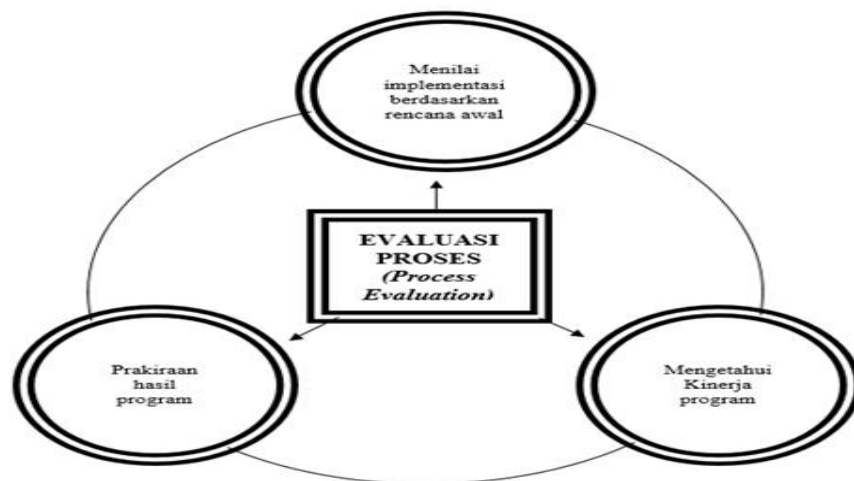 Menilai
implementasi
berdasarkan
rencana awal
EVALUASI
PROSES
(Process
Evaluation)
Prakiraan
hasil
program
Mengetahui
Kinerja
program